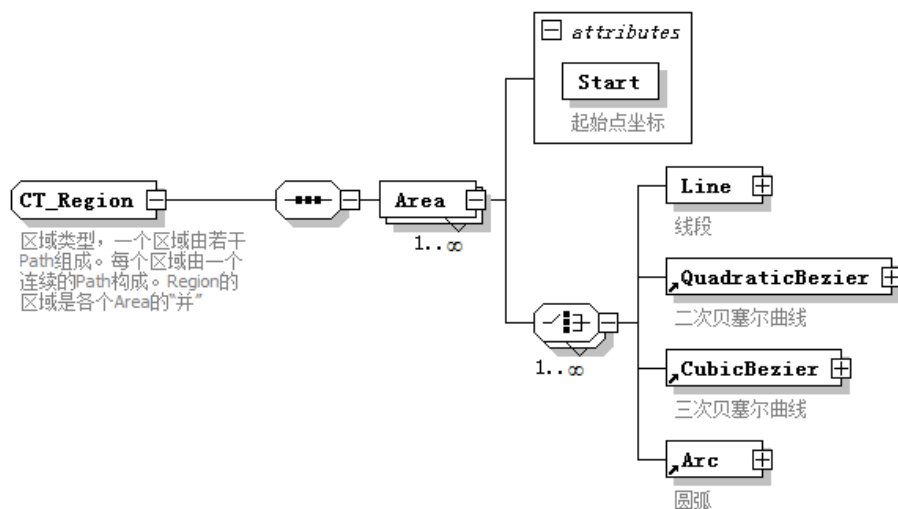 attributes
Start
起始点坐标
CT_Region
区域类型，一个区域由若干
Path组成。每个区域由一个
连续的Path构成。Region的
区域是各个Area的“并”
Area
1..∞
1..∞
Line
线段
QuadraticBezier
二次贝塞尔曲线
CubicBezier
三次贝塞尔曲线
Arc
圆弧